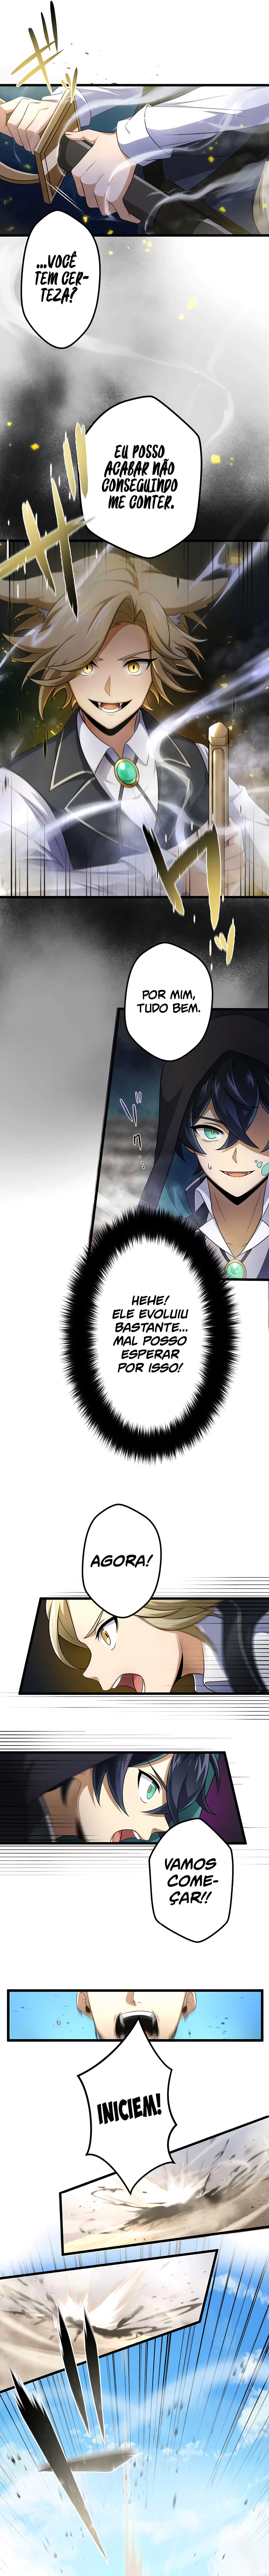 ...VOCÊ
TEM CER-
TEZA?
EU POSSO
ACABAR NÃO
CONSEGUINDO
ME CONTER.
POR MIM,
TUDO BEM.
HEHE!
ELE EVOLUIU
BASTANTE...
MAL POSSO
ESPERAR
POR ISSO!
AGORA!
VAMOS
COME-
ÇAR!!
INICIEM!